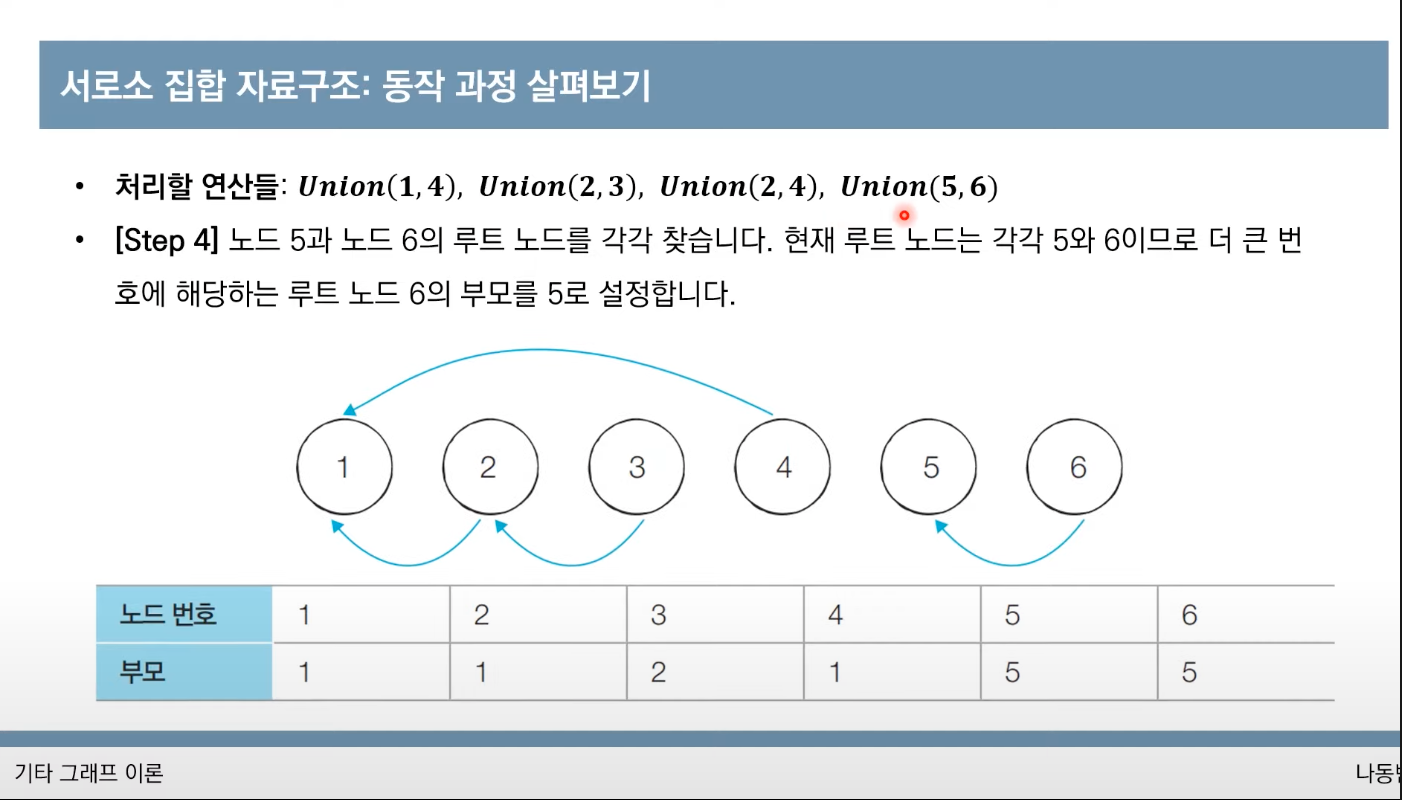 서로소 집합 자료구조: 동작 과정 살펴보기
• 처리할 연산들: Union(1, 4), Union(2, 3), Union(2, 4), Union(5, 6)
• [Step 4] 노드 5과 노드 6의 루트 노드를 각각 찾습니다. 현재 루트 노드는 각각 5와 6이므로 더 큰 번
호에 해당하는 루트 노드 6의 부모를 5로 설정합니다.
1 2 3 4 5 6
노드 번호 1 2 3 4 5 6
부모 1 1 2 1 5 5
기타 그래프 이론